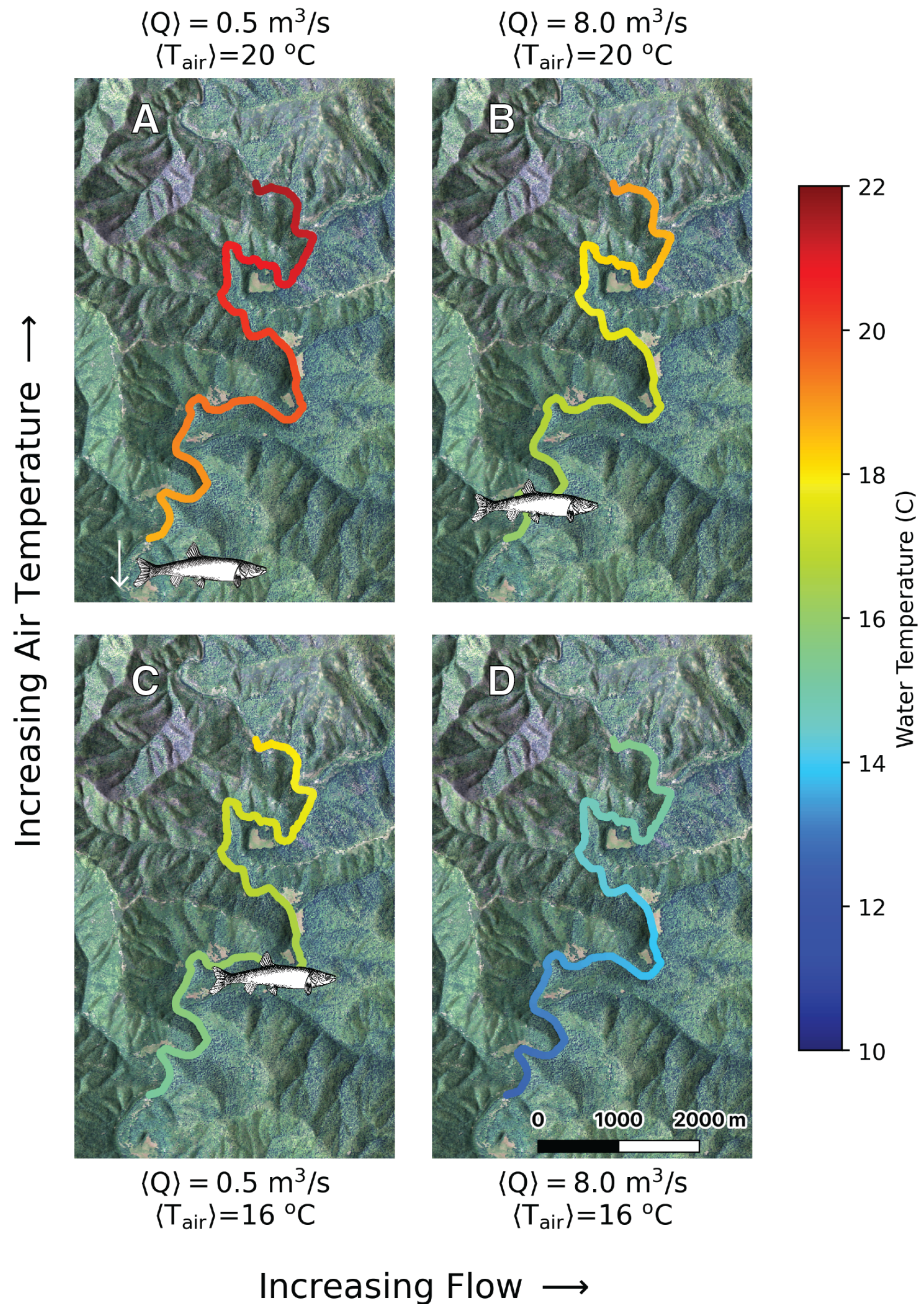 ⟨Q⟩ = 0.5 m³/s
⟨T_air⟩=20 °C
⟨Q⟩ = 8.0 m³/s
⟨T_air⟩=20 °C
A
B
Increasing Air Temperature ⟶
22
20
18
16
14
12
10
Water Temperature (C)
C
D
0 1000 2000 m
⟨Q⟩ = 0.5 m³/s
⟨T_air⟩=16 °C
⟨Q⟩ = 8.0 m³/s
⟨T_air⟩=16 °C
Increasing Flow ⟶